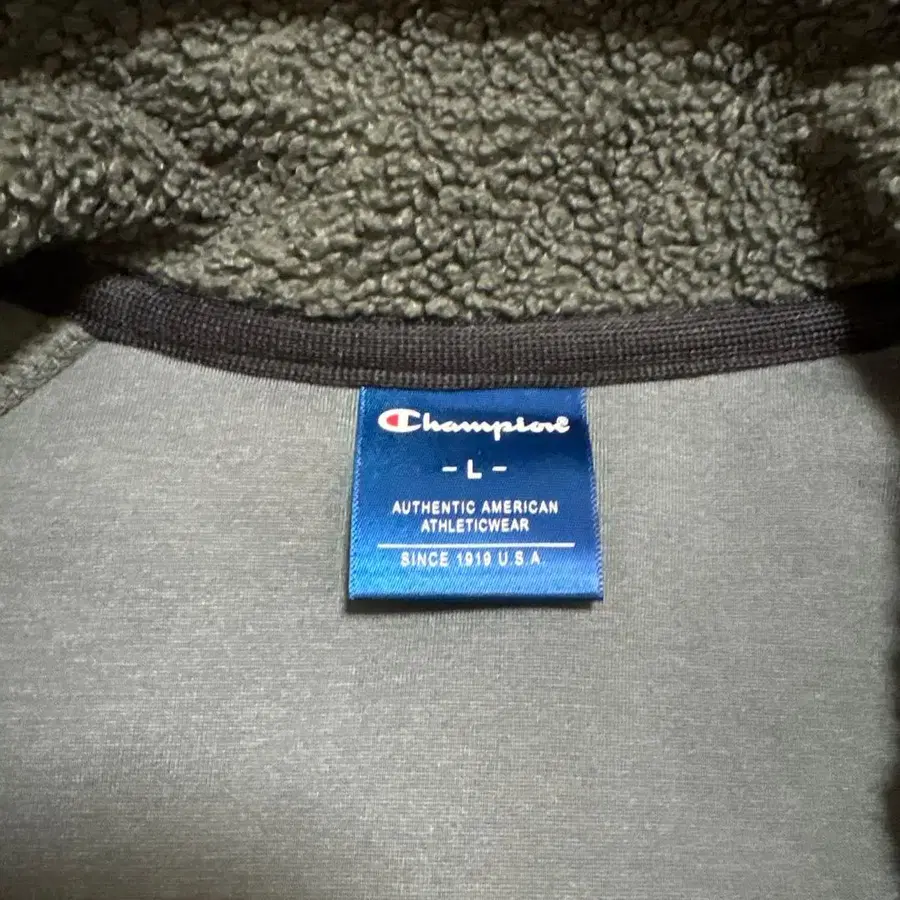 Champion
- L -
AUTHENTIC AMERICAN
ATHLETICWEAR
SINCE 1919 U.S.A.